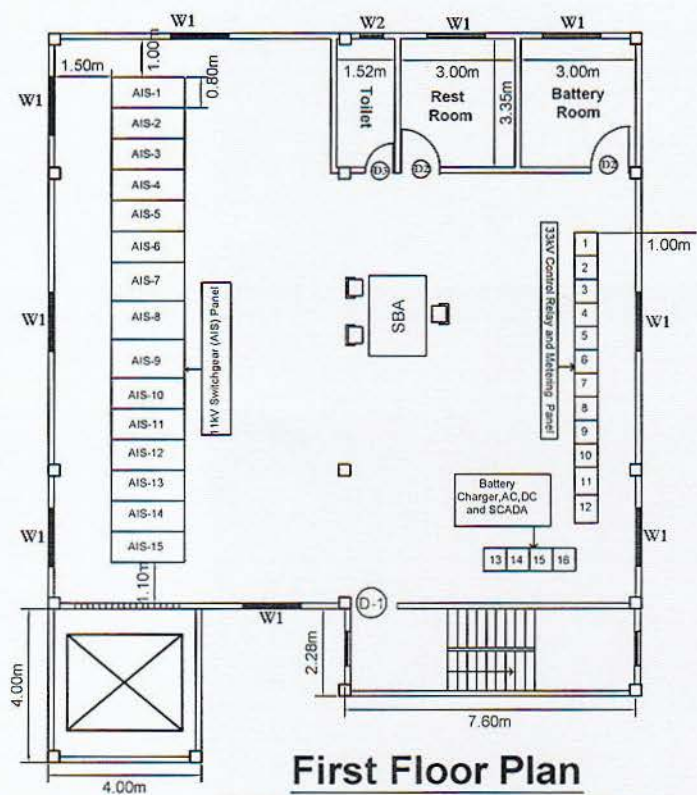 W1
W2
W1
W1
1.50m
1.00m
0.80m
1.52m
3.00m
3.00m
Toilet
Rest
Room
3.35m
Battery
Room
W1
D3
D2
D2
AIS-1
AIS-2
AIS-3
AIS-4
AIS-5
AIS-6
AIS-7
AIS-8
AIS-9
AIS-10
AIS-11
AIS-12
AIS-13
AIS-14
AIS-15
11kV Switchgear (AIS) Panel
SBA
33kV Control Relay and Metering Panel
1
2
3
4
5
6
7
8
9
10
11
12
1.00m
W1
W1
Battery
Charger,AC,DC
and SCADA
13 14 15 16
W1
W1
1.10m
W1
D-1
2.28m
4.00m
7.60m
4.00m
First Floor Plan